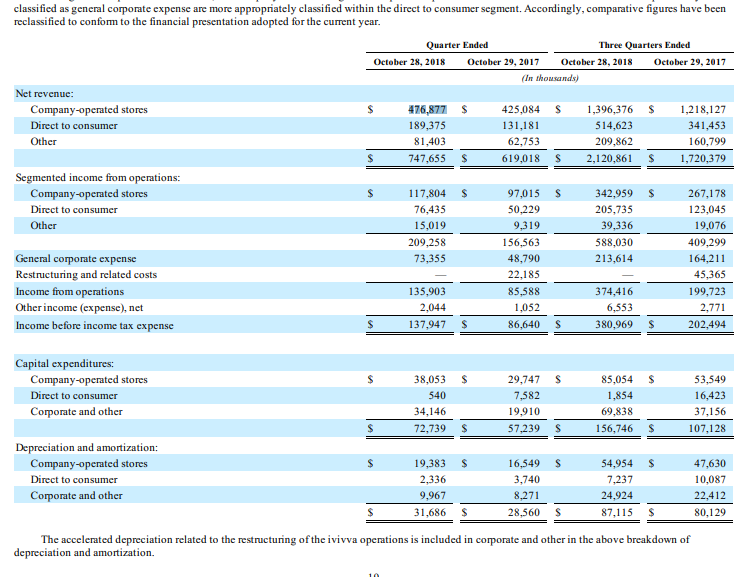 classified as general corporate expense are more appropriately classified within the direct to consumer segment. Accordingly, comparative figures have been
reclassified to conform to the financial presentation adopted for the current year.
Quarter Ended Three Quarters Ended
October 28, 2018 October 29, 2017 October 28, 2018 October 29, 2017
(In thousands)
Net revenue:
Company-operated stores $ 476,877 $ 425,084 $ 1,396,376 $ 1,218,127
Direct to consumer 189,375 131,181 514,623 341,453
Other 81,403 62,753 209,862 160,799
$ 747,655 $ 619,018 $ 2,120,861 $ 1,720,379
Segmented income from operations:
Company-operated stores $ 117,804 $ 97,015 $ 342,959 $ 267,178
Direct to consumer 76,435 50,229 205,735 123,045
Other 15,019 9,319 39,336 19,076
209,258 156,563 588,030 409,299
General corporate expense 73,355 48,790 213,614 164,211
Restructuring and related costs — 22,185 — 45,365
Income from operations 135,903 85,588 374,416 199,723
Other income (expense), net 2,044 1,052 6,553 2,771
Income before income tax expense $ 137,947 $ 86,640 $ 380,969 $ 202,494
Capital expenditures:
Company-operated stores $ 38,053 $ 29,747 $ 85,054 $ 53,549
Direct to consumer 540 7,582 1,854 16,423
Corporate and other 34,146 19,910 69,838 37,156
$ 72,739 $ 57,239 $ 156,746 $ 107,128
Depreciation and amortization:
Company-operated stores $ 19,383 $ 16,549 $ 54,954 $ 47,630
Direct to consumer 2,336 3,740 7,237 10,087
Corporate and other 9,967 8,271 24,924 22,412
$ 31,686 $ 28,560 $ 87,115 $ 80,129
The accelerated depreciation related to the restructuring of the ivivva operations is included in corporate and other in the above breakdown of
depreciation and amortization.